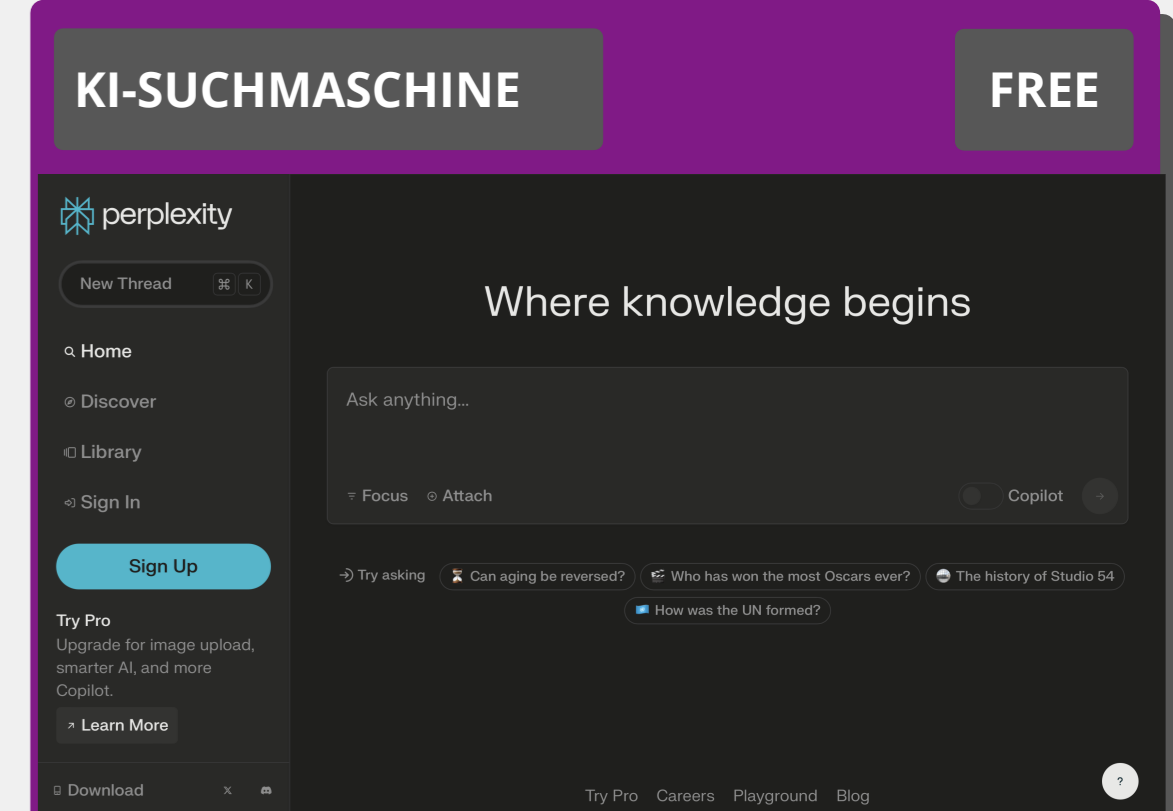 KI-SUCHMASCHINE
FREE
perplexity
New Thread ⌘ K
Home
Discover
Library
Sign In
Sign Up
Try Pro
Upgrade for image upload,
smarter AI, and more
Copilot.
Learn More
Download
Where knowledge begins
Ask anything...
Focus Attach Copilot
Try asking Can aging be reversed? Who has won the most Oscars ever? The history of Studio 54
How was the UN formed?
Try Pro Careers Playground Blog
?